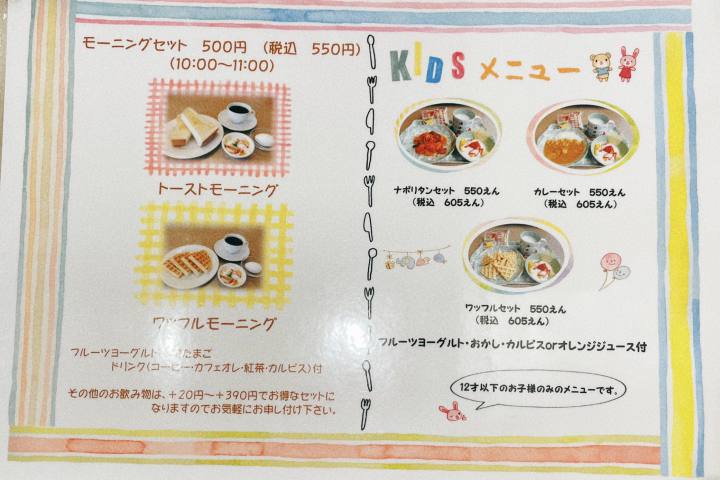 モーニングセット 500円 (税込 550円)
(10:00～11:00)
トーストモーニング
ワッフルモーニング
フルーツヨーグルト たまご
ドリンク(コーヒー・カフェオレ・紅茶・カルピス)付
その他のお飲み物は、+20円～+390円でお得なセットに
なりますのでお気軽にお申し付け下さい。
KIDS メニュー
ナポリタンセット 550えん
(税込 605えん)
カレーセット 550えん
(税込 605えん)
ワッフルセット 550えん
(税込 605えん)
フルーツヨーグルト・おかし・カルピスorオレンジジュース付
12才以下のお子様のみのメニューです。